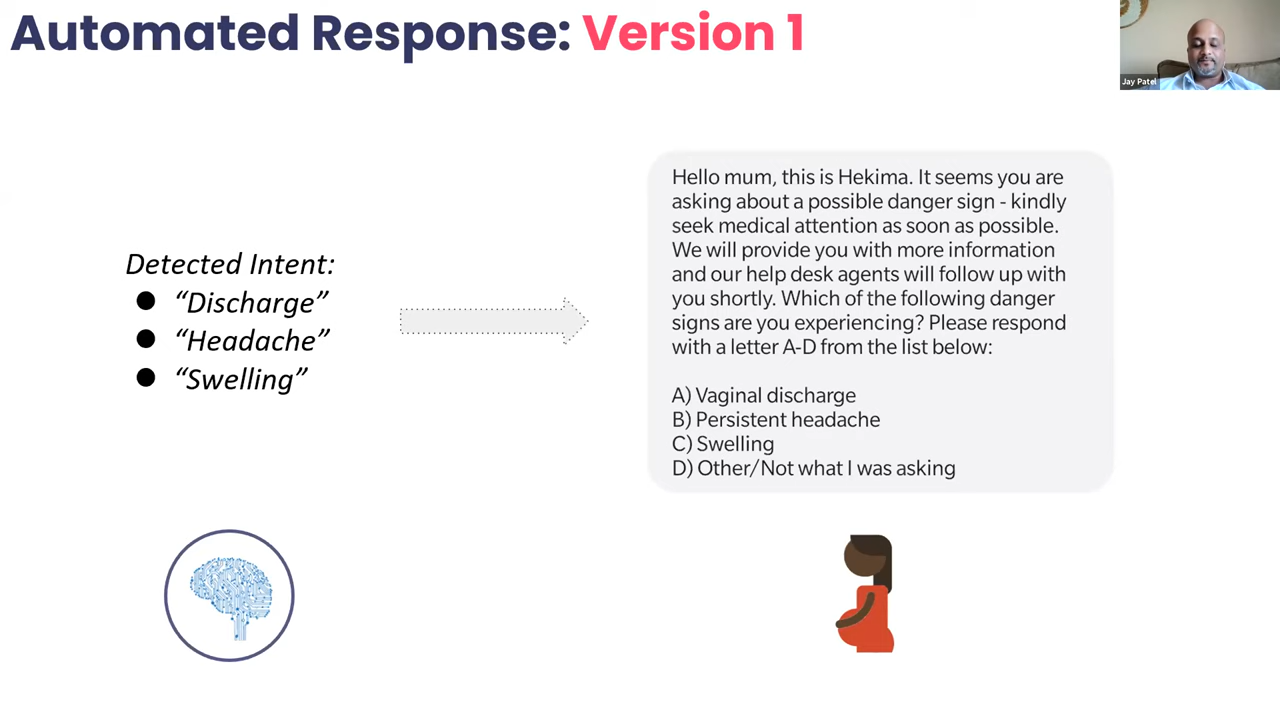 Automated Response: Version 1
Jay Patel
Detected Intent:
● “Discharge”
● “Headache”
● “Swelling”
Hello mum, this is Hekima. It seems you are
asking about a possible danger sign - kindly
seek medical attention as soon as possible.
We will provide you with more information
and our help desk agents will follow up with
you shortly. Which of the following danger
signs are you experiencing? Please respond
with a letter A-D from the list below:
A) Vaginal discharge
B) Persistent headache
C) Swelling
D) Other/Not what I was asking